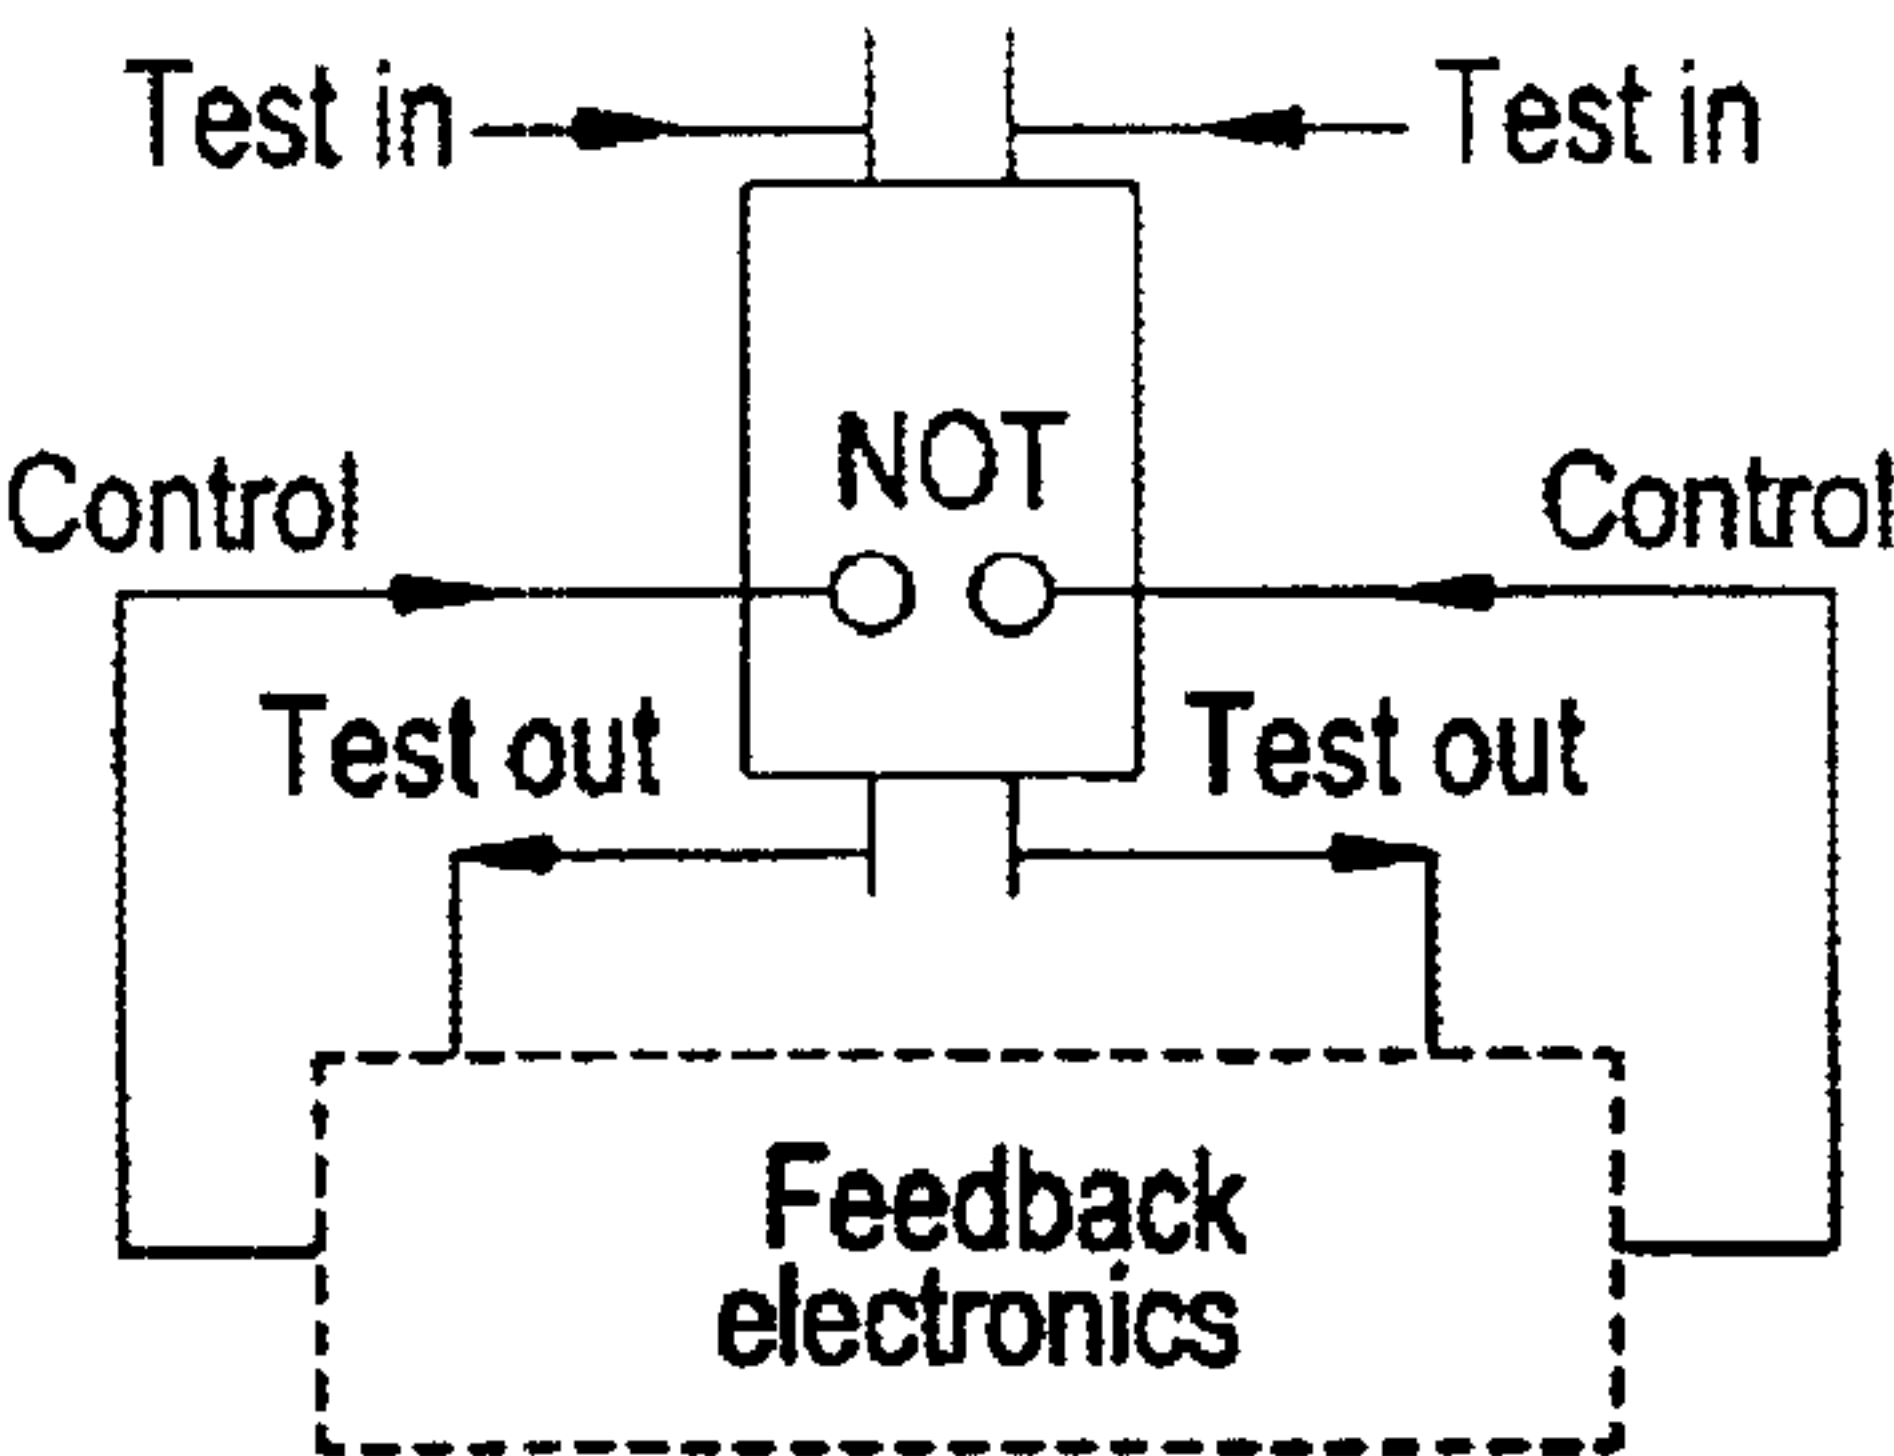 Test in
Test in
NOT
Control
Control
Test out
Test out
Feedback
electronics